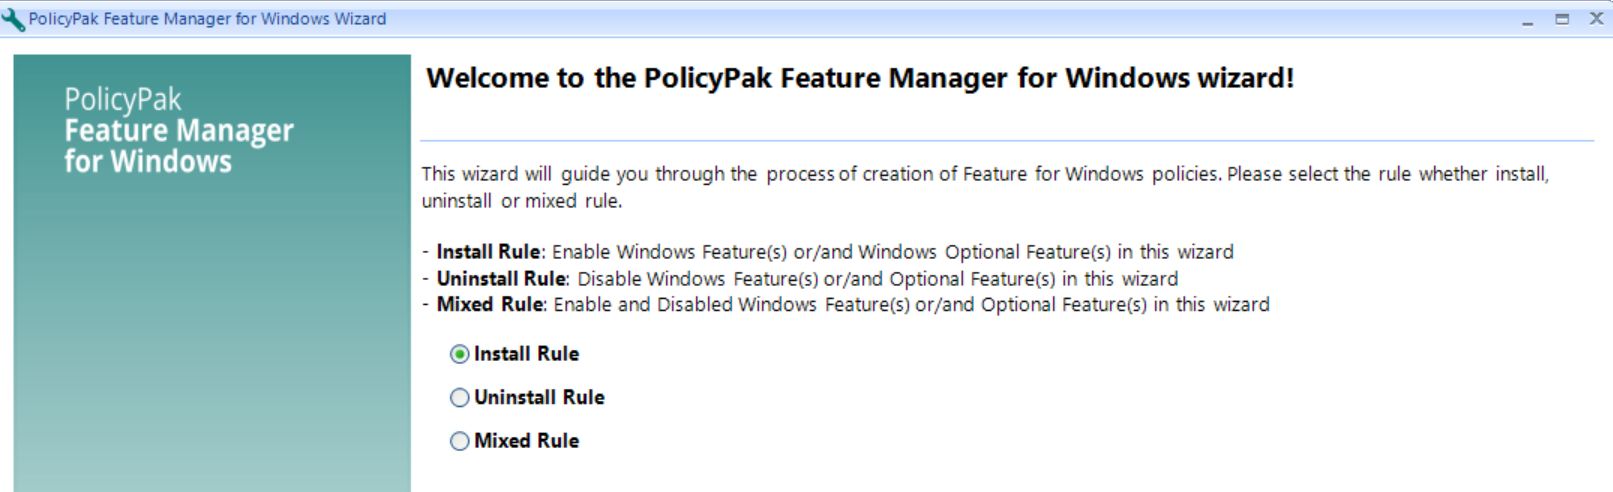 PolicyPak Feature Manager for Windows Wizard
PolicyPak
Feature Manager
for Windows
Welcome to the PolicyPak Feature Manager for Windows wizard!
This wizard will guide you through the process of creation of Feature for Windows policies. Please select the rule whether install,
uninstall or mixed rule.
- Install Rule: Enable Windows Feature(s) or/and Windows Optional Feature(s) in this wizard
- Uninstall Rule: Disable Windows Feature(s) or/and Optional Feature(s) in this wizard
- Mixed Rule: Enable and Disabled Windows Feature(s) or/and Optional Feature(s) in this wizard
Install Rule
Uninstall Rule
Mixed Rule